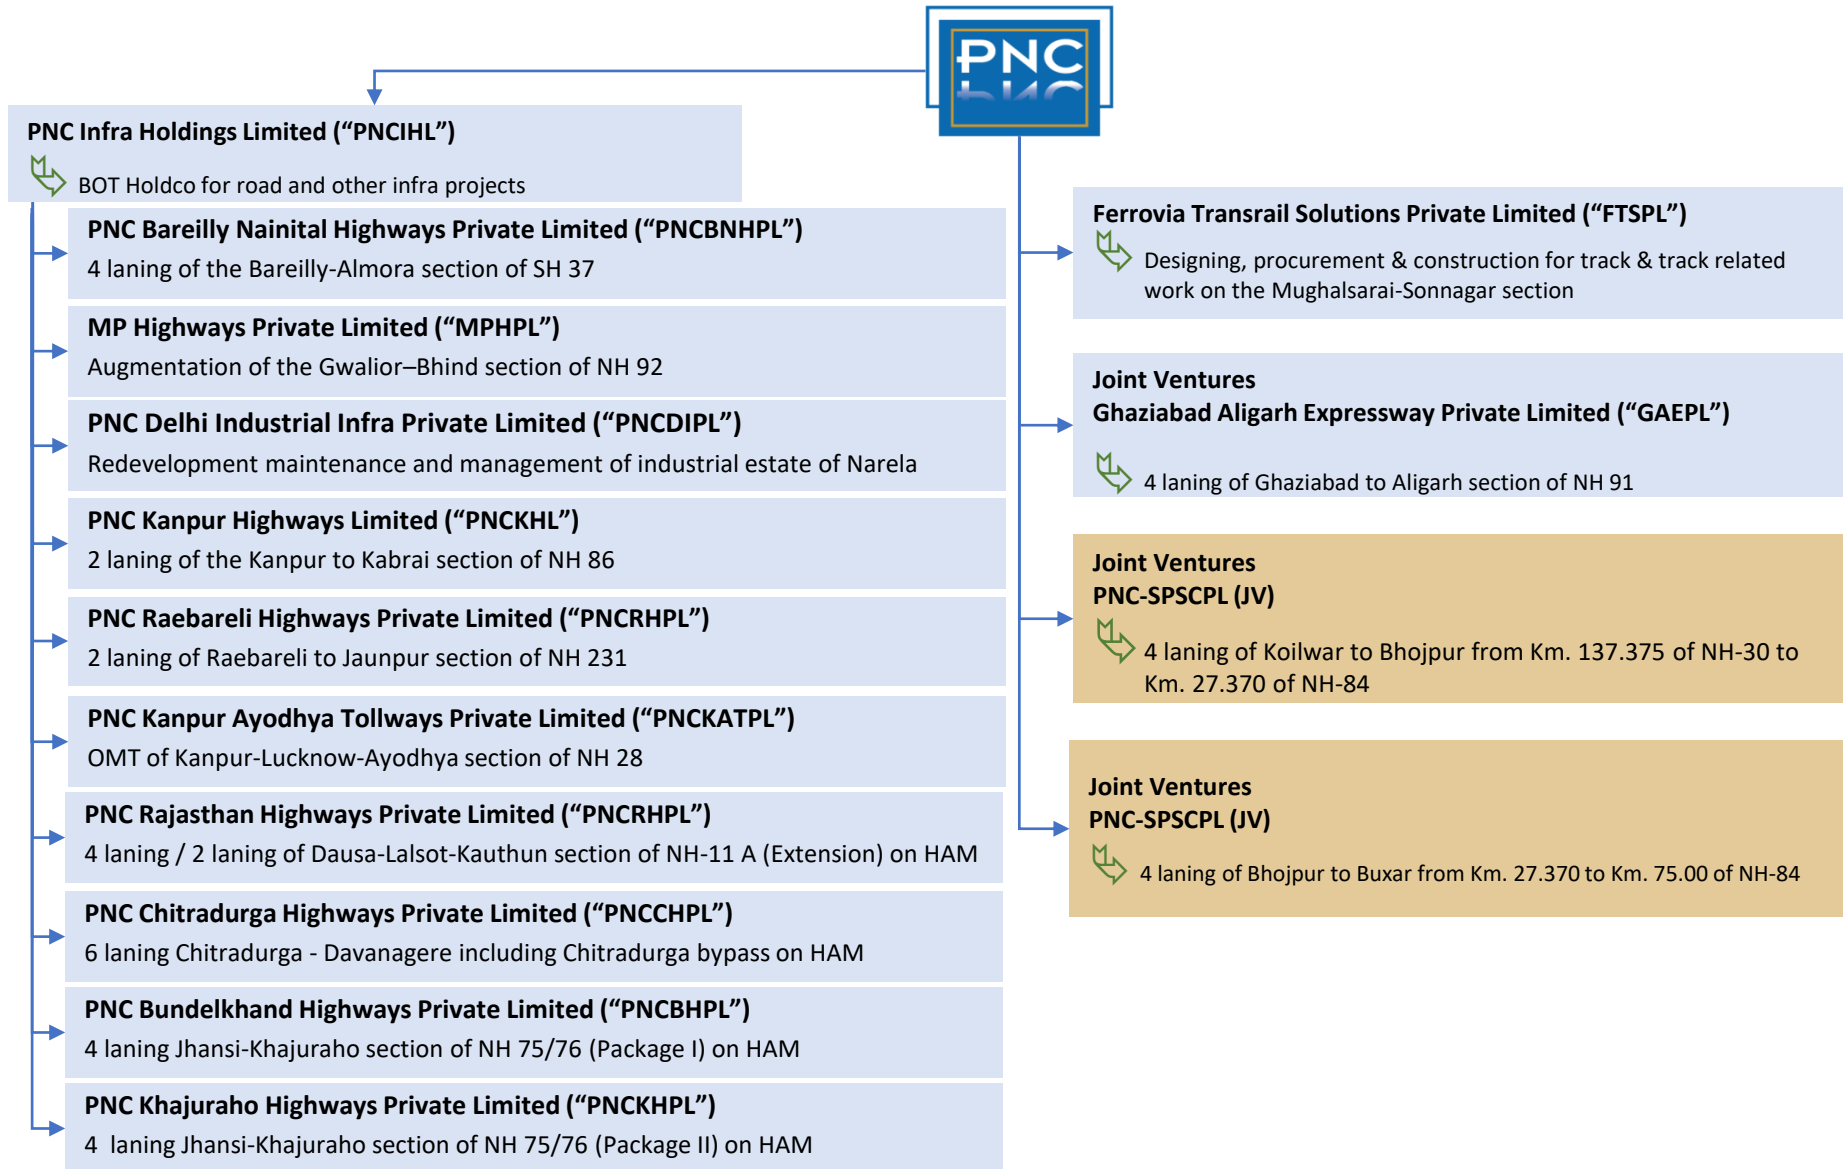 PNC
PNC Infra Holdings Limited (“PNCIHL”)
BOT Holdco for road and other infra projects
PNC Bareilly Nainital Highways Private Limited (“PNCBNHPL”)
4 laning of the Bareilly-Almora section of SH 37
MP Highways Private Limited (“MPHPL”)
Augmentation of the Gwalior–Bhind section of NH 92
PNC Delhi Industrial Infra Private Limited (“PNCDIPL”)
Redevelopment maintenance and management of industrial estate of Narela
PNC Kanpur Highways Limited (“PNCKHL”)
2 laning of the Kanpur to Kabrai section of NH 86
PNC Raebareli Highways Private Limited (“PNCRHPL”)
2 laning of Raebareli to Jaunpur section of NH 231
PNC Kanpur Ayodhya Tollways Private Limited (“PNCKATPL”)
OMT of Kanpur-Lucknow-Ayodhya section of NH 28
PNC Rajasthan Highways Private Limited (“PNCRHPL”)
4 laning / 2 laning of Dausa-Lalsot-Kauthun section of NH-11 A (Extension) on HAM
PNC Chitradurga Highways Private Limited (“PNCCHPL”)
6 laning Chitradurga - Davanagere including Chitradurga bypass on HAM
PNC Bundelkhand Highways Private Limited (“PNCBHPL”)
4 laning Jhansi-Khajuraho section of NH 75/76 (Package I) on HAM
PNC Khajuraho Highways Private Limited (“PNCKHPL”)
4 laning Jhansi-Khajuraho section of NH 75/76 (Package II) on HAM
Ferrovia Transrail Solutions Private Limited (“FTSPL”)
Designing, procurement & construction for track & track related
work on the Mughalsarai-Sonnagar section
Joint Ventures
Ghaziabad Aligarh Expressway Private Limited (“GAEPL”)
4 laning of Ghaziabad to Aligarh section of NH 91
Joint Ventures
PNC-SPSCPL (JV)
4 laning of Koilwar to Bhojpur from Km. 137.375 of NH-30 to
Km. 27.370 of NH-84
Joint Ventures
PNC-SPSCPL (JV)
4 laning of Bhojpur to Buxar from Km. 27.370 to Km. 75.00 of NH-84